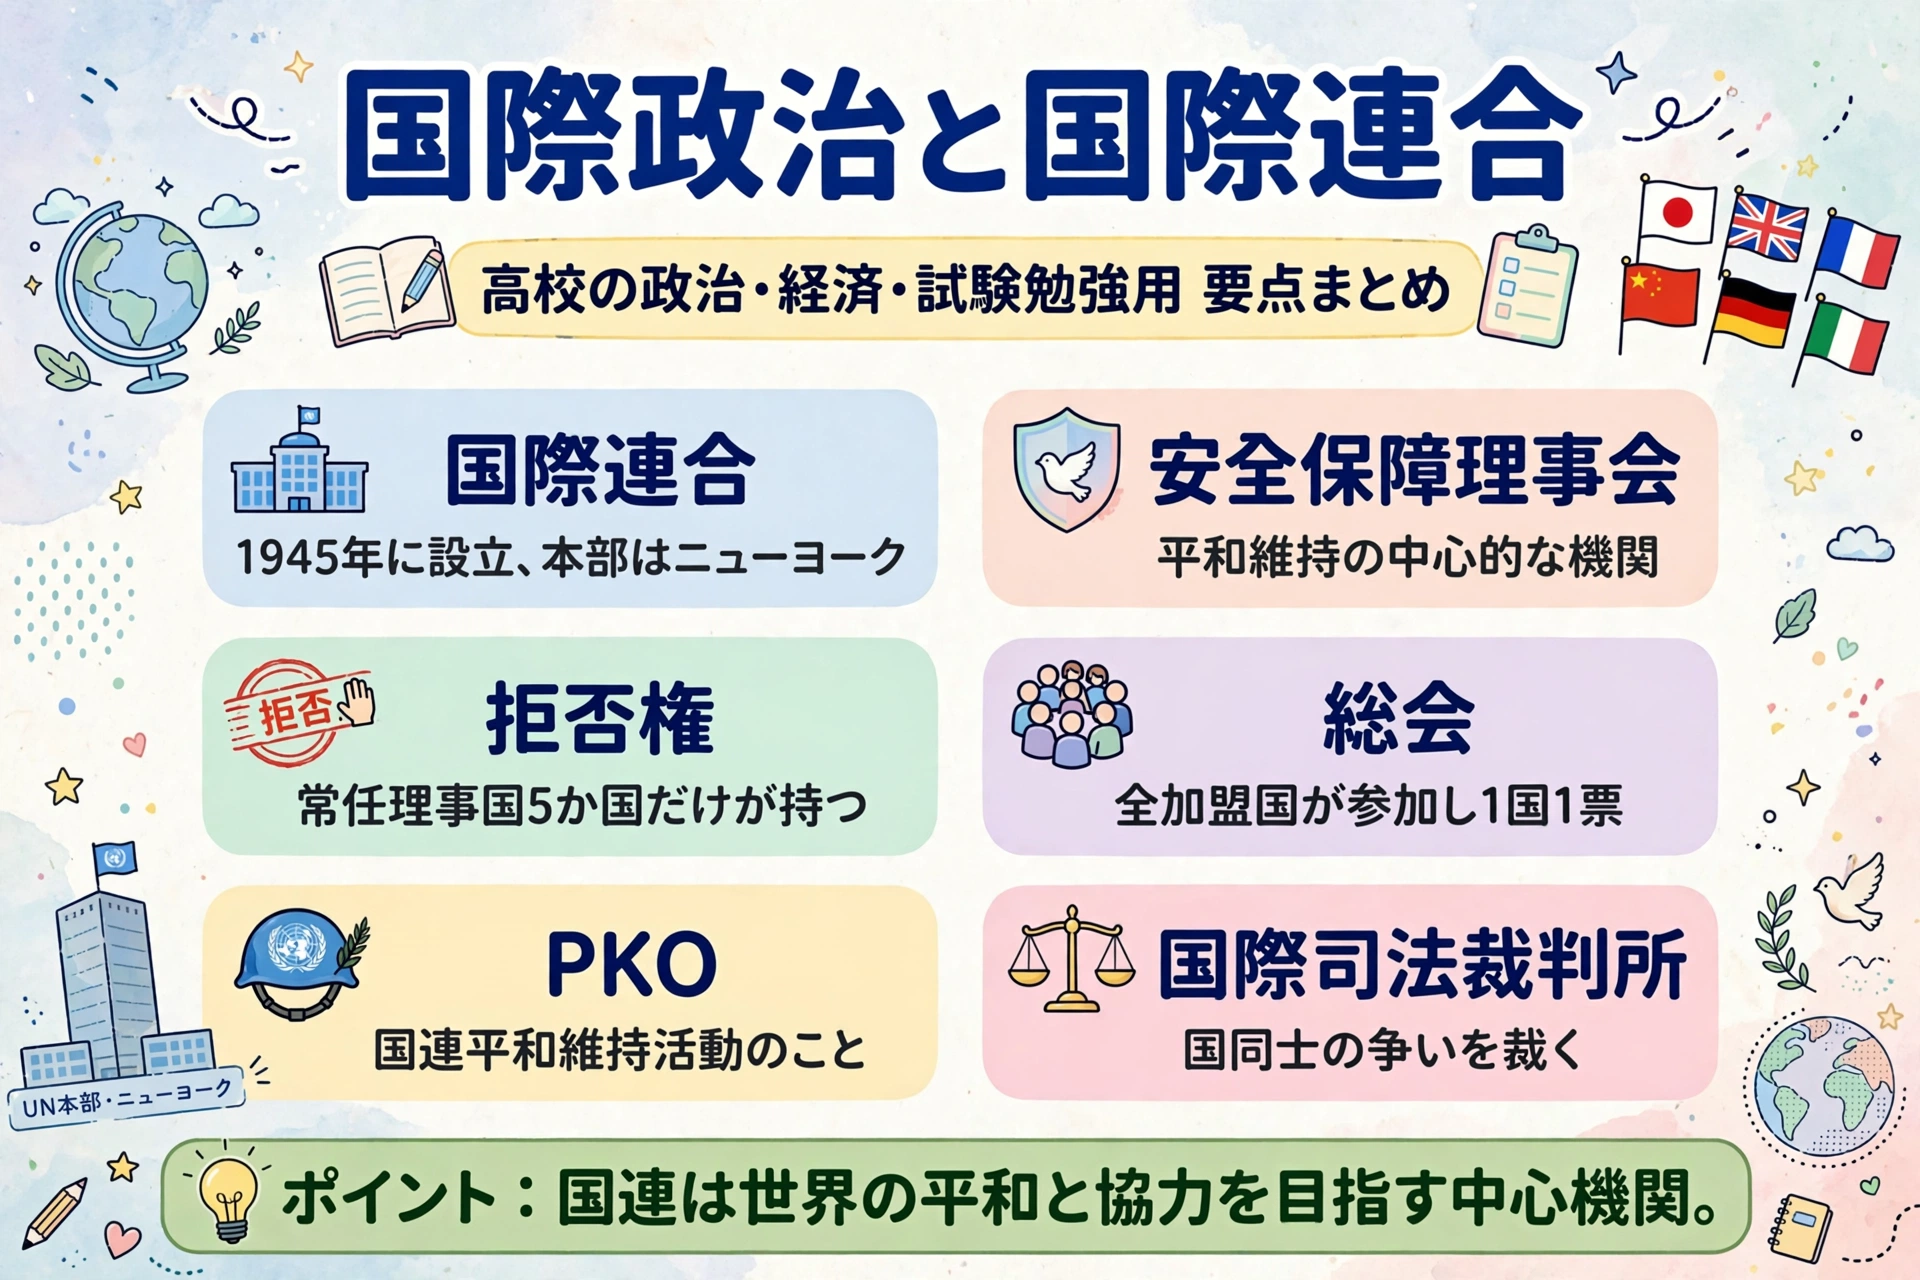 国際政治と国際連合
高校の政治・経済・試験勉強用 要点まとめ
国際連合
1945年に設立、本部はニューヨーク
安全保障理事会
平和維持の中心的な機関
拒否
拒否権
常任理事国5か国だけが持つ
総会
全加盟国が参加し1国1票
PKO
国連平和維持活動のこと
国際司法裁判所
国同士の争いを裁く
UN本部・ニューヨーク
ポイント：国連は世界の平和と協力を目指す中心機関。